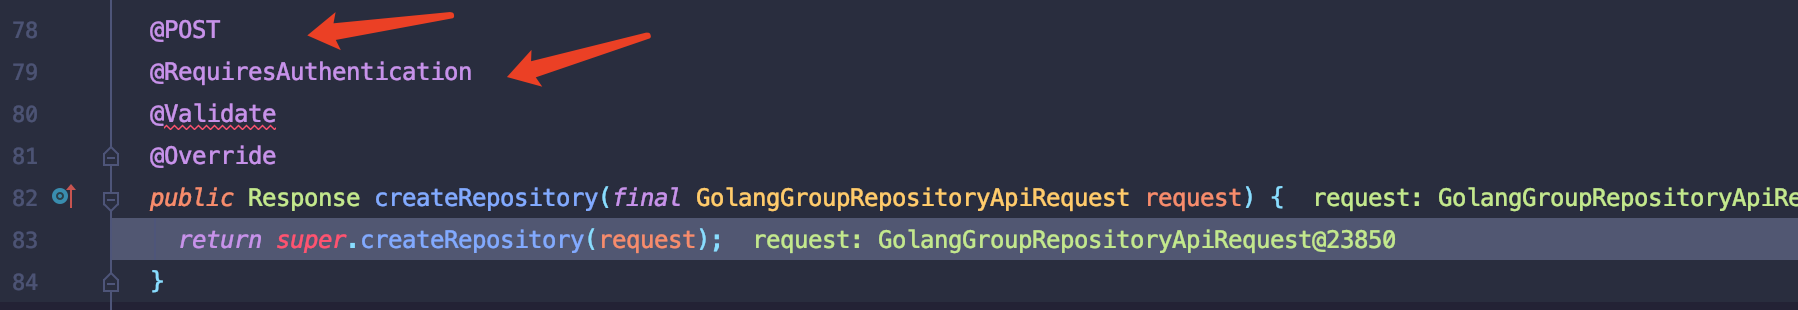 78 @POST
79 @RequiresAuthentication
80 @Validate
81 @Override
82 public Response createRepository(final GolangGroupRepositoryApiRequest request) { request: GolangGroupRepositoryApiRe
83 return super.createRepository(request); request: GolangGroupRepositoryApiRequest@23850
84 }